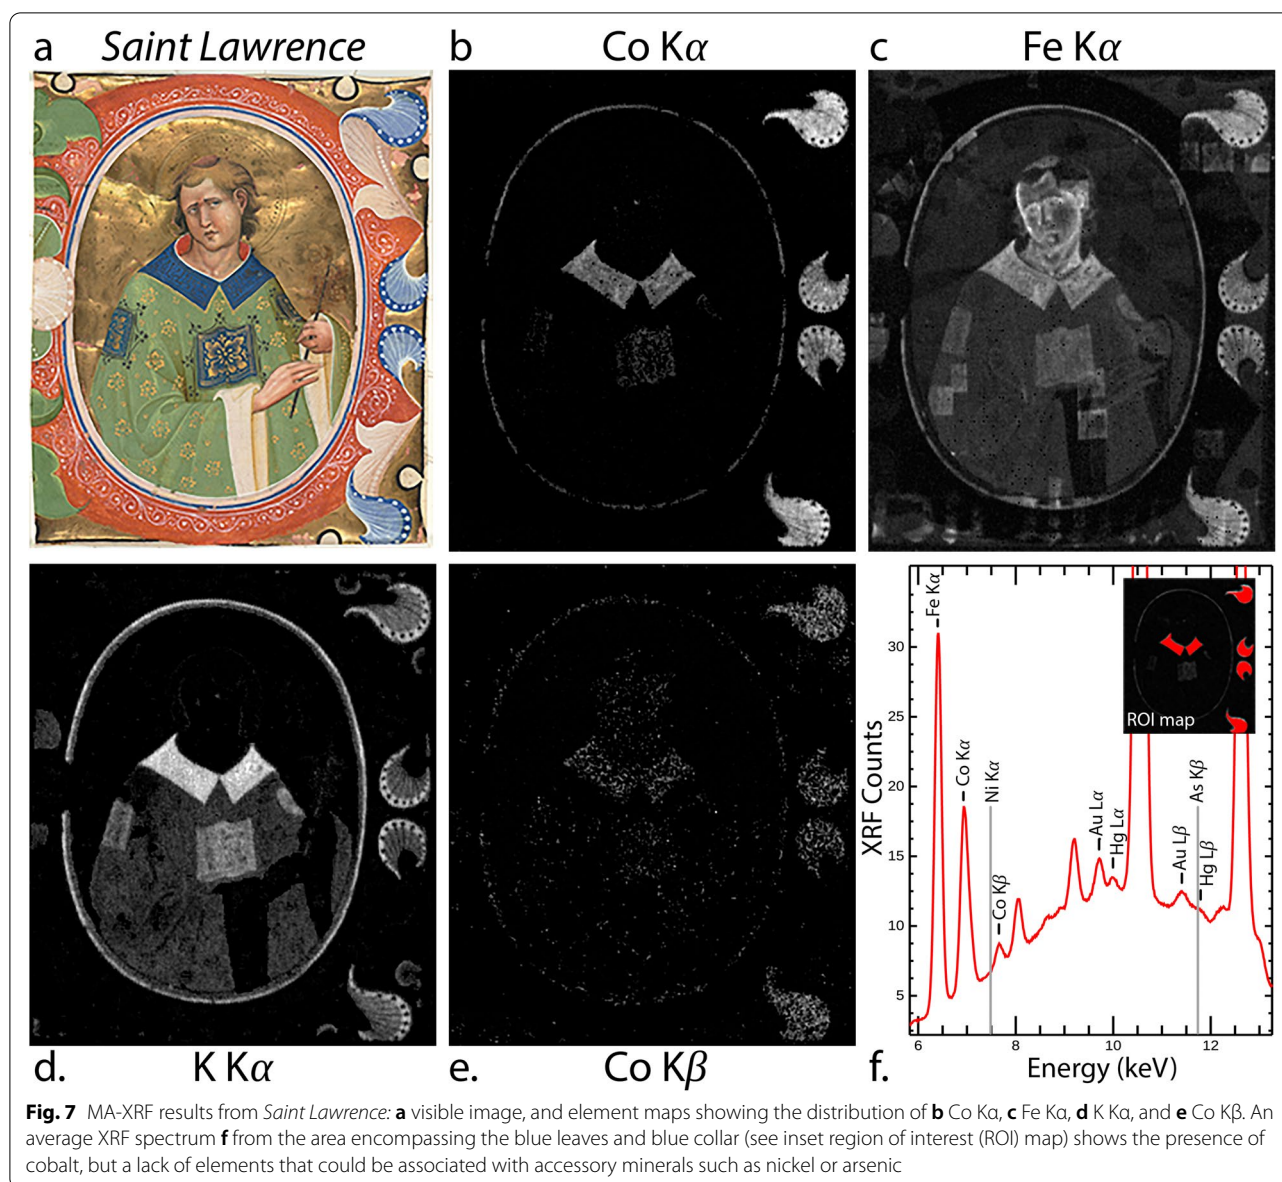 a Saint Lawrence
b Co Kα
c Fe Kα
d. K Kα
e. Co Kβ
f.
XRF Counts
30
25
20
15
10
5
Fe Kα
Co Kα
Ni Kα
Co Kβ
Au Lα
Hg Lα
Au Lβ
As Kβ
Hg Lβ
ROI map
6 8 10 12
Energy (keV)
Fig. 7 MA-XRF results from Saint Lawrence: a visible image, and element maps showing the distribution of b Co Kα, c Fe Kα, d K Kα, and e Co Kβ. An
average XRF spectrum f from the area encompassing the blue leaves and blue collar (see inset region of interest (ROI) map) shows the presence of
cobalt, but a lack of elements that could be associated with accessory minerals such as nickel or arsenic